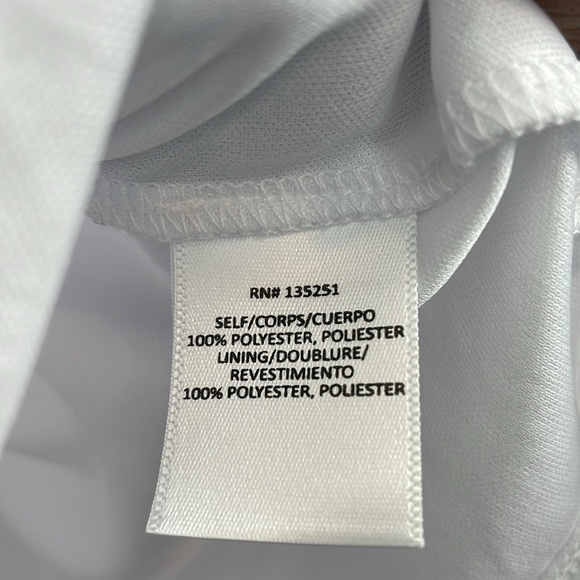 RN# 135251
SELF/CORPS/CUERPO
100% POLYESTER, POLIESTER
LINING/DOUBLURE/
REVESTIMIENTO
100% POLYESTER, POLIESTER